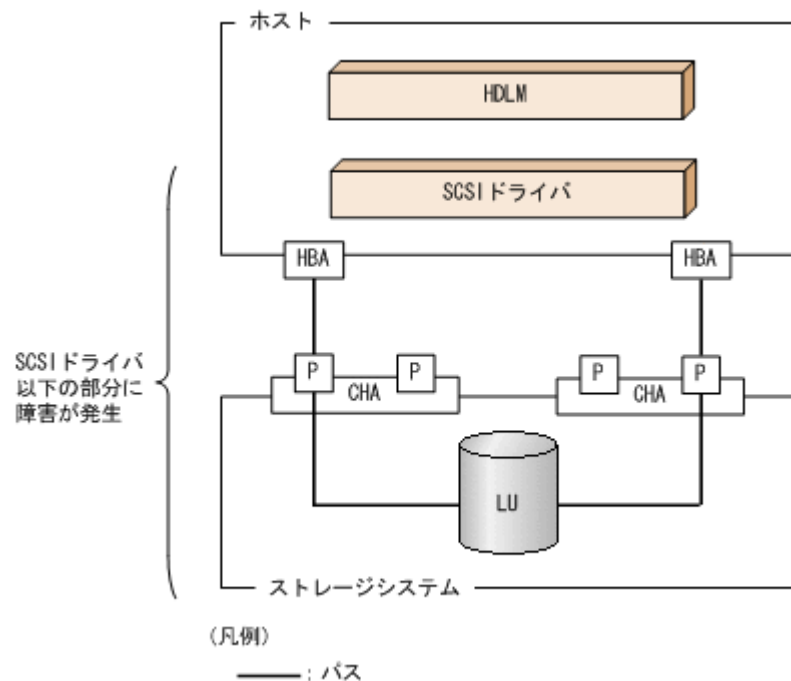 ホスト
HDLM
SCSIドライバ
HBA
HBA
SCSIドライバ
以下の部分に
障害が発生
P
P
CHA
P
P
CHA
LU
ストレージシステム
(凡例)
: パス